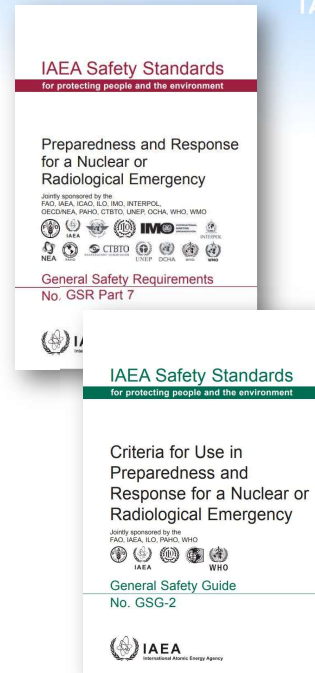 IAEA Safety Standards
for protecting people and the environment
Preparedness and Response
for a Nuclear or
Radiological Emergency
Jointly sponsored by the
FAO, IAEA, ICAO, ILO, IMO, INTERPOL,
OECD/NEA, PAHO, CTBTO, UNEP, OCHA, WHO, WMO
IAEA IMO INTERPOL
NEA CTBTO UNEP OCHA WHO WMO
General Safety Requirements
No. GSR Part 7
IAEA Safety Standards
for protecting people and the environment
Criteria for Use in
Preparedness and
Response for a Nuclear or
Radiological Emergency
Jointly sponsored by the
FAO, IAEA, ILO, PAHO, WHO
IAEA WHO
General Safety Guide
No. GSG-2
IAEA
International Atomic Energy Agency